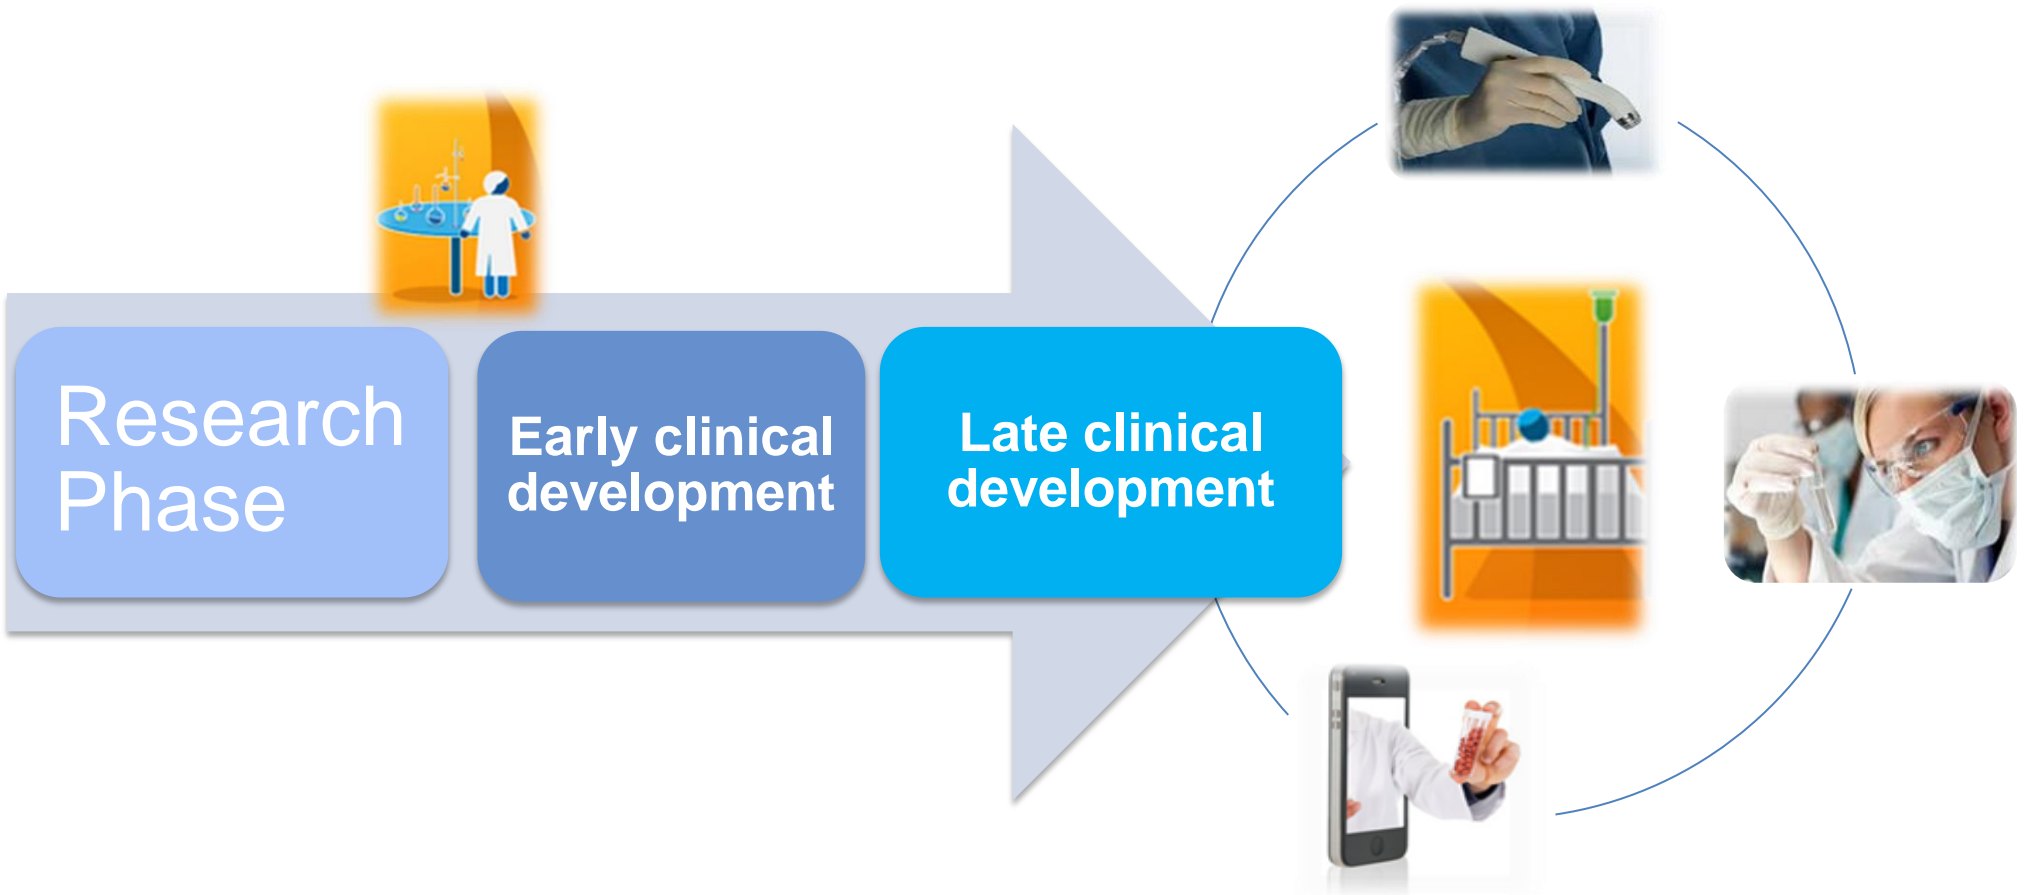 Research
Phase
Early clinical
development
Late clinical
development